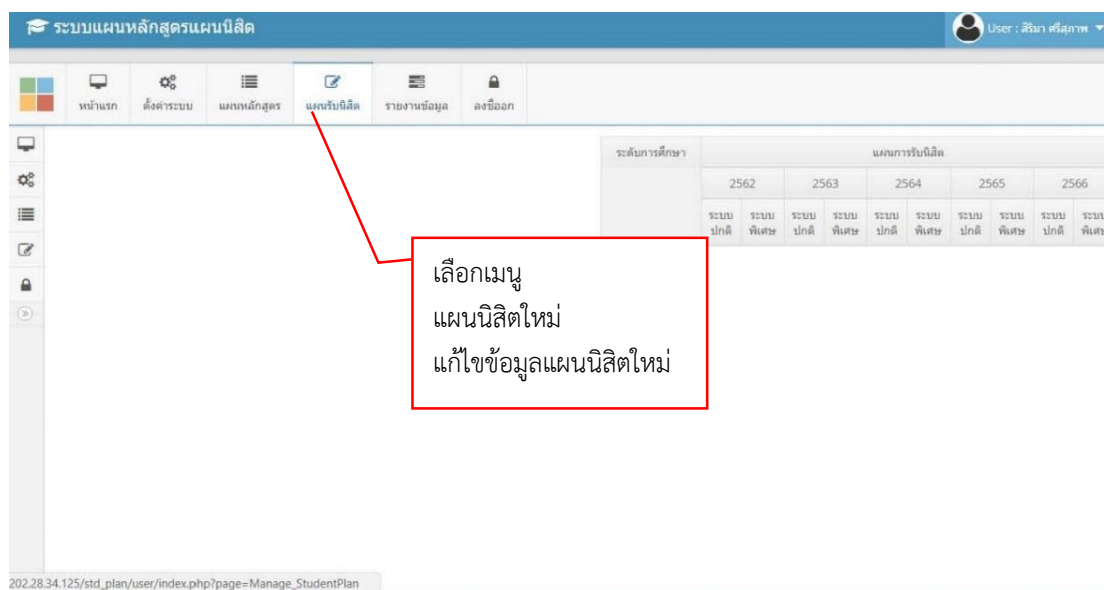 ระบบแผนหลักสูตรแผนนิสิต
User : สิริมา ศรีสุภาพ
หน้าแรก ตั้งค่าระบบ แผนหลักสูตร แผนรับนิสิต รายงานข้อมูล ลงชื่ออก
ระดับการศึกษา แผนการรับนิสิต
2562 2563 2564 2565 2566
ระบบ ระบบ ระบบ ระบบ ระบบ ระบบ ระบบ ระบบ ระบบ ระบบ
ปกติ พิเศษ ปกติ พิเศษ ปกติ พิเศษ ปกติ พิเศษ ปกติ พิเศษ
เลือกเมนู
แผนนิสิตใหม่
แก้ไขข้อมูลแผนนิสิตใหม่
202.28.34.125/std_plan/user/index.php?page=Manage_StudentPlan